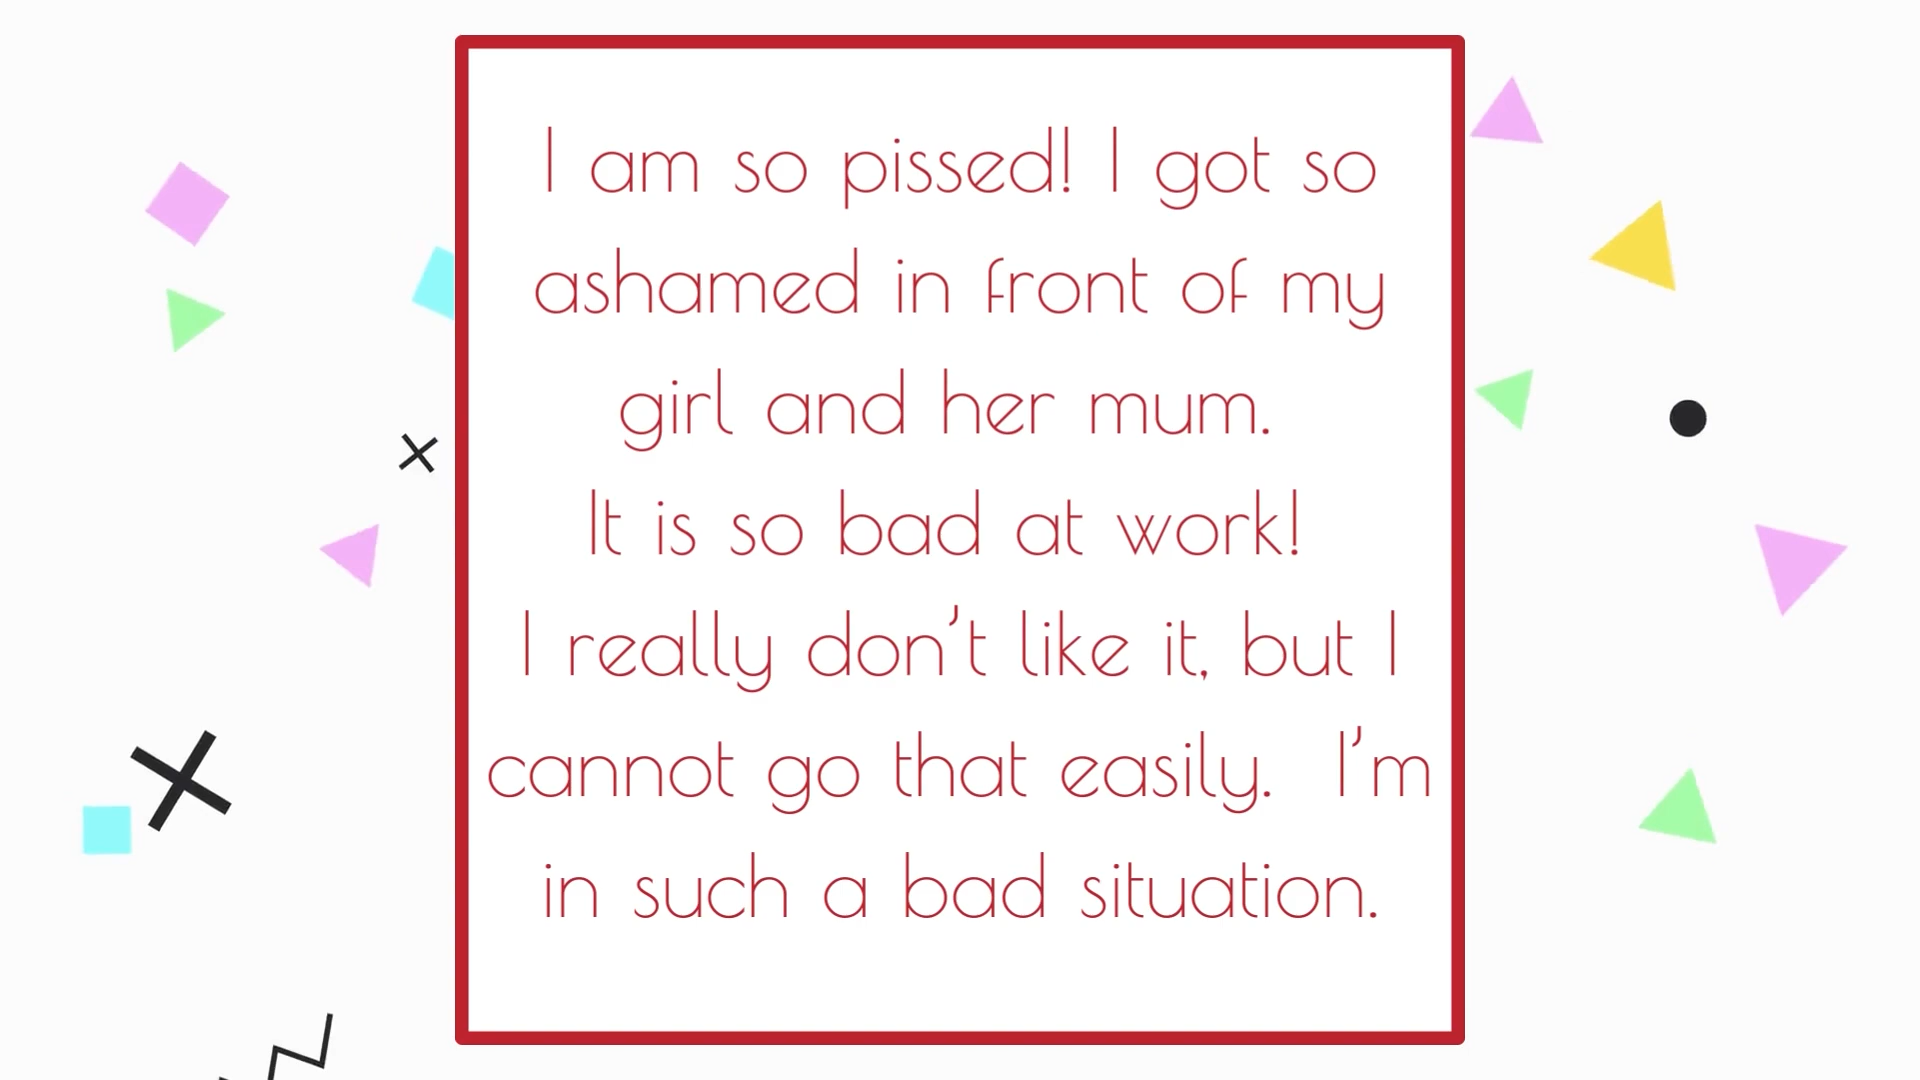 I am so pissed! I got so
ashamed in front of my
girl and her mum.
It is so bad at work!
I really don't like it, but I
cannot go that easily. I'm
in such a bad situation.